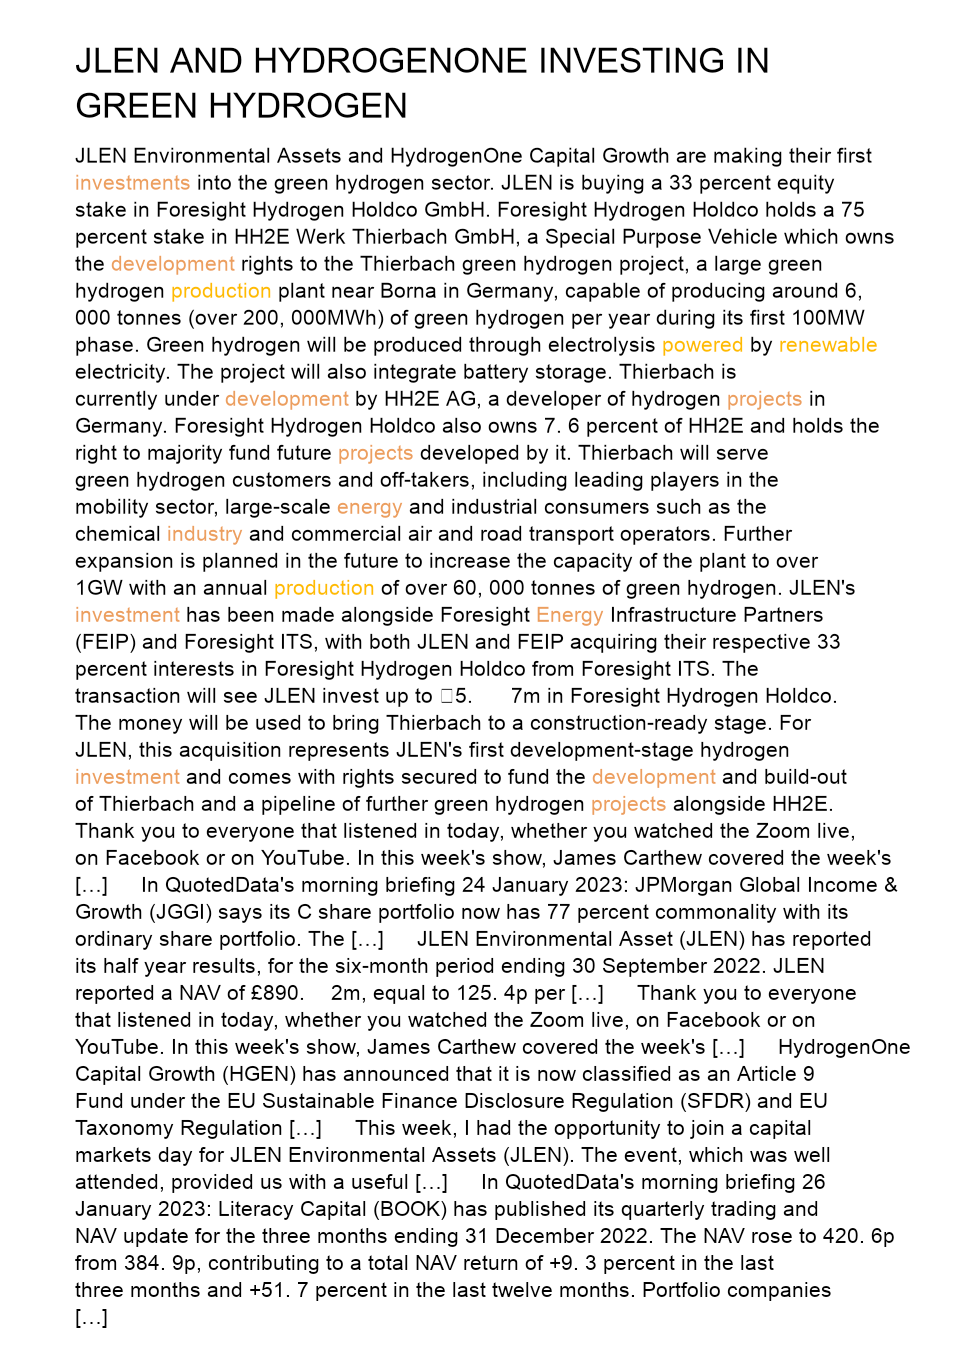 JLEN AND HYDROGENONE INVESTING IN
GREEN HYDROGEN
JLEN Environmental Assets and HydrogenOne Capital Growth are making their first
investments into the green hydrogen sector. JLEN is buying a 33 percent equity
stake in Foresight Hydrogen Holdco GmbH. Foresight Hydrogen Holdco holds a 75
percent stake in HH2E Werk Thierbach GmbH, a Special Purpose Vehicle which owns
the development rights to the Thierbach green hydrogen project, a large green
hydrogen production plant near Borna in Germany, capable of producing around 6,
000 tonnes (over 200, 000MWh) of green hydrogen per year during its first 100MW
phase. Green hydrogen will be produced through electrolysis powered by renewable
electricity. The project will also integrate battery storage. Thierbach is
currently under development by HH2E AG, a developer of hydrogen projects in
Germany. Foresight Hydrogen Holdco also owns 7. 6 percent of HH2E and holds the
right to majority fund future projects developed by it. Thierbach will serve
green hydrogen customers and off-takers, including leading players in the
mobility sector, large-scale energy and industrial consumers such as the
chemical industry and commercial air and road transport operators. Further
expansion is planned in the future to increase the capacity of the plant to over
1GW with an annual production of over 60, 000 tonnes of green hydrogen. JLEN's
investment has been made alongside Foresight Energy Infrastructure Partners
(FEIP) and Foresight ITS, with both JLEN and FEIP acquiring their respective 33
percent interests in Foresight Hydrogen Holdco from Foresight ITS. The
transaction will see JLEN invest up to 5. 7m in Foresight Hydrogen Holdco.
The money will be used to bring Thierbach to a construction-ready stage. For
JLEN, this acquisition represents JLEN's first development-stage hydrogen
investment and comes with rights secured to fund the development and build-out
of Thierbach and a pipeline of further green hydrogen projects alongside HH2E.
Thank you to everyone that listened in today, whether you watched the Zoom live,
on Facebook or on YouTube. In this week's show, James Carthew covered the week's
[…] In QuotedData's morning briefing 24 January 2023: JPMorgan Global Income &
Growth (JGGI) says its C share portfolio now has 77 percent commonality with its
ordinary share portfolio. The […] JLEN Environmental Asset (JLEN) has reported
its half year results, for the six-month period ending 30 September 2022. JLEN
reported a NAV of £890. 2m, equal to 125. 4p per […] Thank you to everyone
that listened in today, whether you watched the Zoom live, on Facebook or on
YouTube. In this week's show, James Carthew covered the week's […] HydrogenOne
Capital Growth (HGEN) has announced that it is now classified as an Article 9
Fund under the EU Sustainable Finance Disclosure Regulation (SFDR) and EU
Taxonomy Regulation […] This week, I had the opportunity to join a capital
markets day for JLEN Environmental Assets (JLEN). The event, which was well
attended, provided us with a useful […] In QuotedData's morning briefing 26
January 2023: Literacy Capital (BOOK) has published its quarterly trading and
NAV update for the three months ending 31 December 2022. The NAV rose to 420. 6p
from 384. 9p, contributing to a total NAV return of +9. 3 percent in the last
three months and +51. 7 percent in the last twelve months. Portfolio companies
[…]